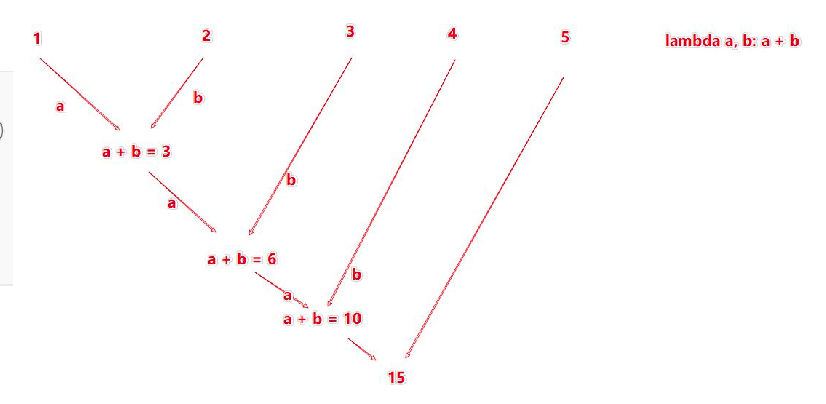 1 2 3 4 5 lambda a, b: a + b
a b
)
a + b = 3
b
a
a + b = 6
b
a
a + b = 10
15